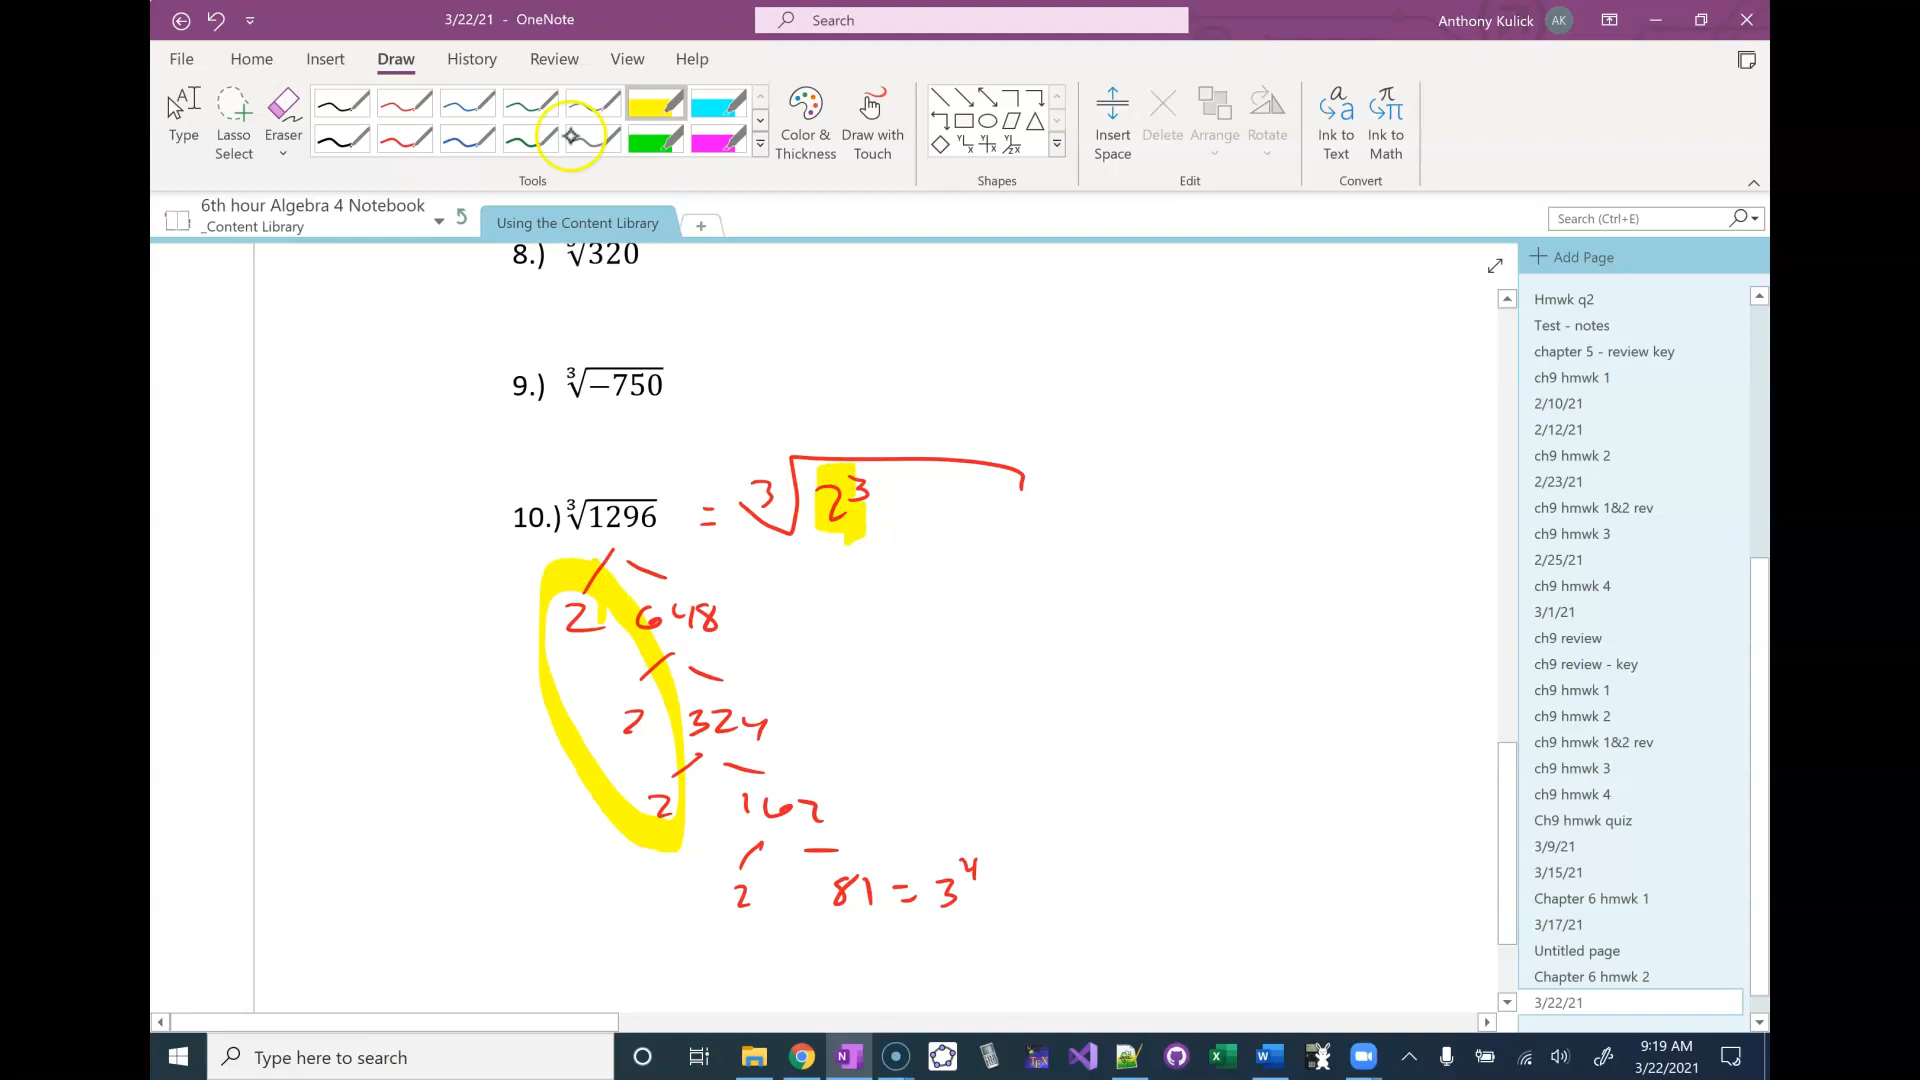 3/22/21 - OneNote
Search
Anthony Kulick
AK
File Home Insert Draw History Review View Help
Type
Lasso Select
Eraser
Color & Thickness
Draw with Touch
Insert Space
Delete
Arrange
Rotate
Ink to Text
Ink to Math
Tools
Shapes
Edit
Convert
6th hour Algebra 4 Notebook
_Content Library
Using the Content Library
Search (Ctrl+E)
Add Page
8.) √320
9.) ∛−750
10.) ∛1296 = ∛2³
2 648
2 324
2 162
2 81 = 3⁴
Hmwk q2
Test - notes
chapter 5 - review key
ch9 hmwk 1
2/10/21
2/12/21
ch9 hmwk 2
2/23/21
ch9 hmwk 1&2 rev
ch9 hmwk 3
2/25/21
ch9 hmwk 4
3/1/21
ch9 review
ch9 review - key
ch9 hmwk 1
ch9 hmwk 2
ch9 hmwk 1&2 rev
ch9 hmwk 3
ch9 hmwk 4
Ch9 hmwk quiz
3/9/21
3/15/21
Chapter 6 hmwk 1
3/17/21
Untitled page
Chapter 6 hmwk 2
3/22/21
Type here to search
9:19 AM
3/22/2021